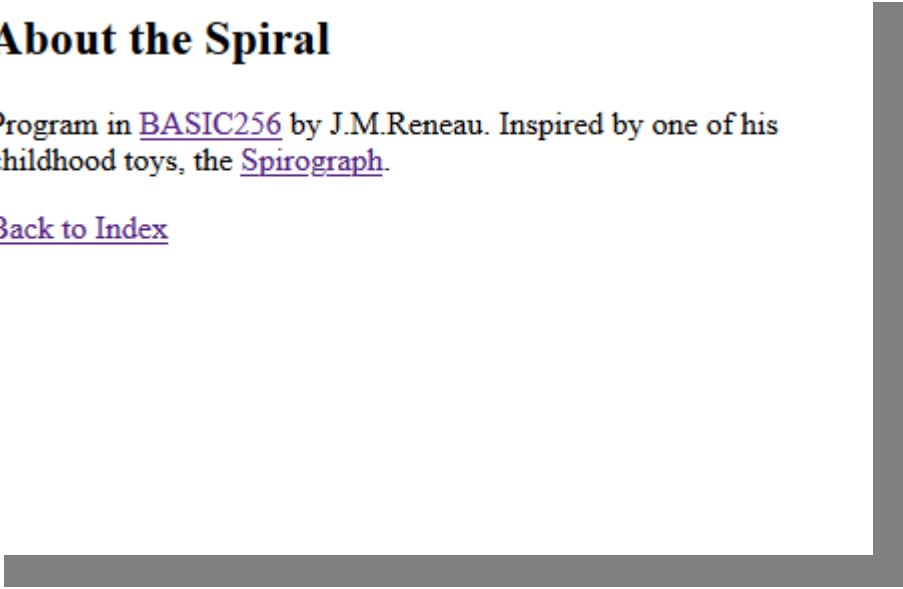 About the Spiral
Program in BASIC256 by J.M.Reneau. Inspired by one of his
childhood toys, the Spirograph.
Back to Index